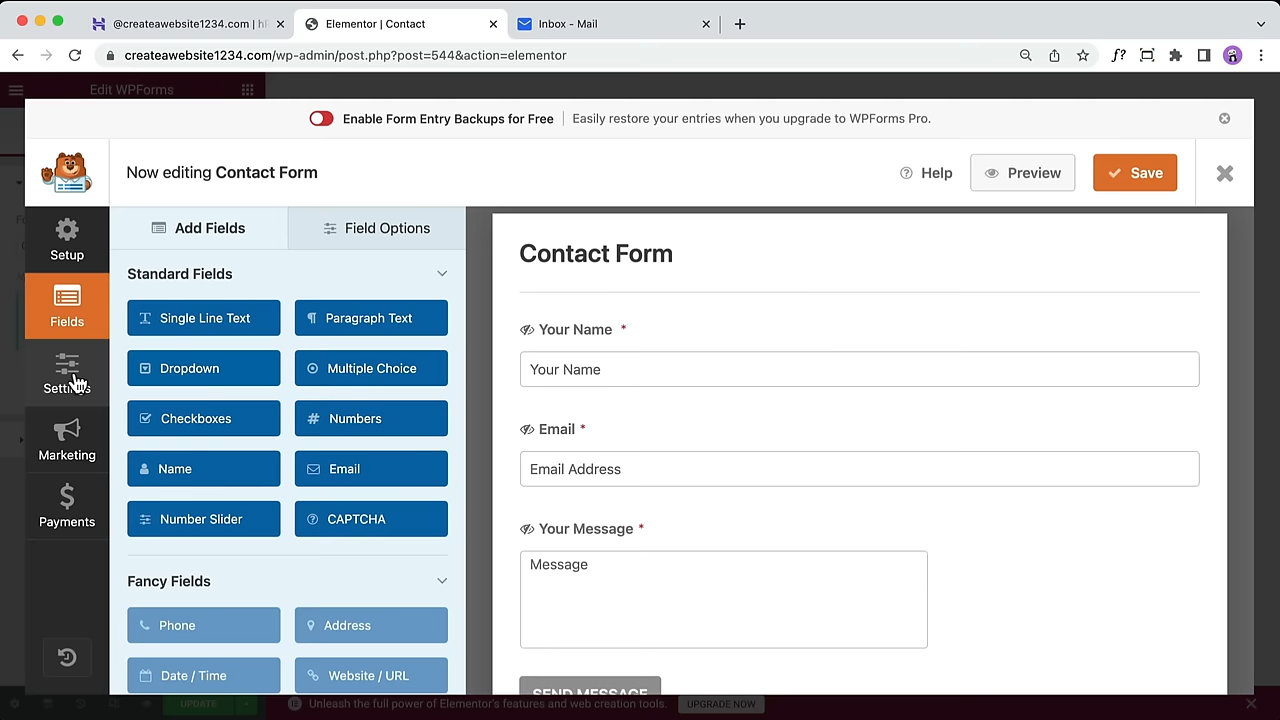 @createawebsite1234.com | h
Elementor | Contact
Inbox - Mail
createawebsite1234.com/wp-admin/post.php?post=544&action=elementor
f?
Edit WPForms
Enable Form Entry Backups for Free
Easily restore your entries when you upgrade to WPForms Pro.
Now editing Contact Form
Help
Preview
Save
Setup
Fields
Settings
Marketing
Payments
Add Fields
Field Options
Standard Fields
Single Line Text
Paragraph Text
Dropdown
Multiple Choice
Checkboxes
Numbers
Name
Email
Number Slider
CAPTCHA
Fancy Fields
Phone
Address
Date / Time
Website / URL
Contact Form
Your Name *
Your Name
Email *
Email Address
Your Message *
Message
SEND MESSAGE
UPDATE
Unleash the full power of Elementor's features and web creation tools.
UPGRADE NOW